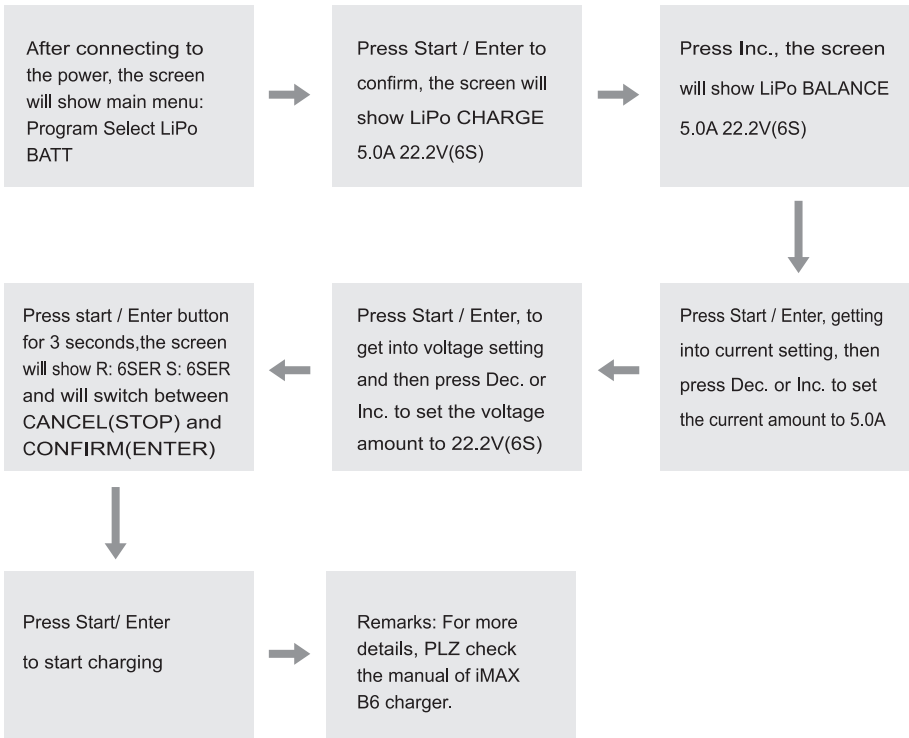 After connecting to
the power, the screen
will show main menu:
Program Select LiPo
BATT
Press Start / Enter to
confirm, the screen will
show LiPo CHARGE
5.0A 22.2V(6S)
Press Inc., the screen
will show LiPo BALANCE
5.0A 22.2V(6S)
Press Start / Enter, getting
into current setting, then
press Dec. or Inc. to set
the current amount to 5.0A
Press Start / Enter, to
get into voltage setting
and then press Dec. or
Inc. to set the voltage
amount to 22.2V(6S)
Press start / Enter button
for 3 seconds,the screen
will show R: 6SER S: 6SER
and will switch between
CANCEL(STOP) and
CONFIRM(ENTER)
Press Start/ Enter
to start charging
Remarks: For more
details, PLZ check
the manual of iMAX
B6 charger.